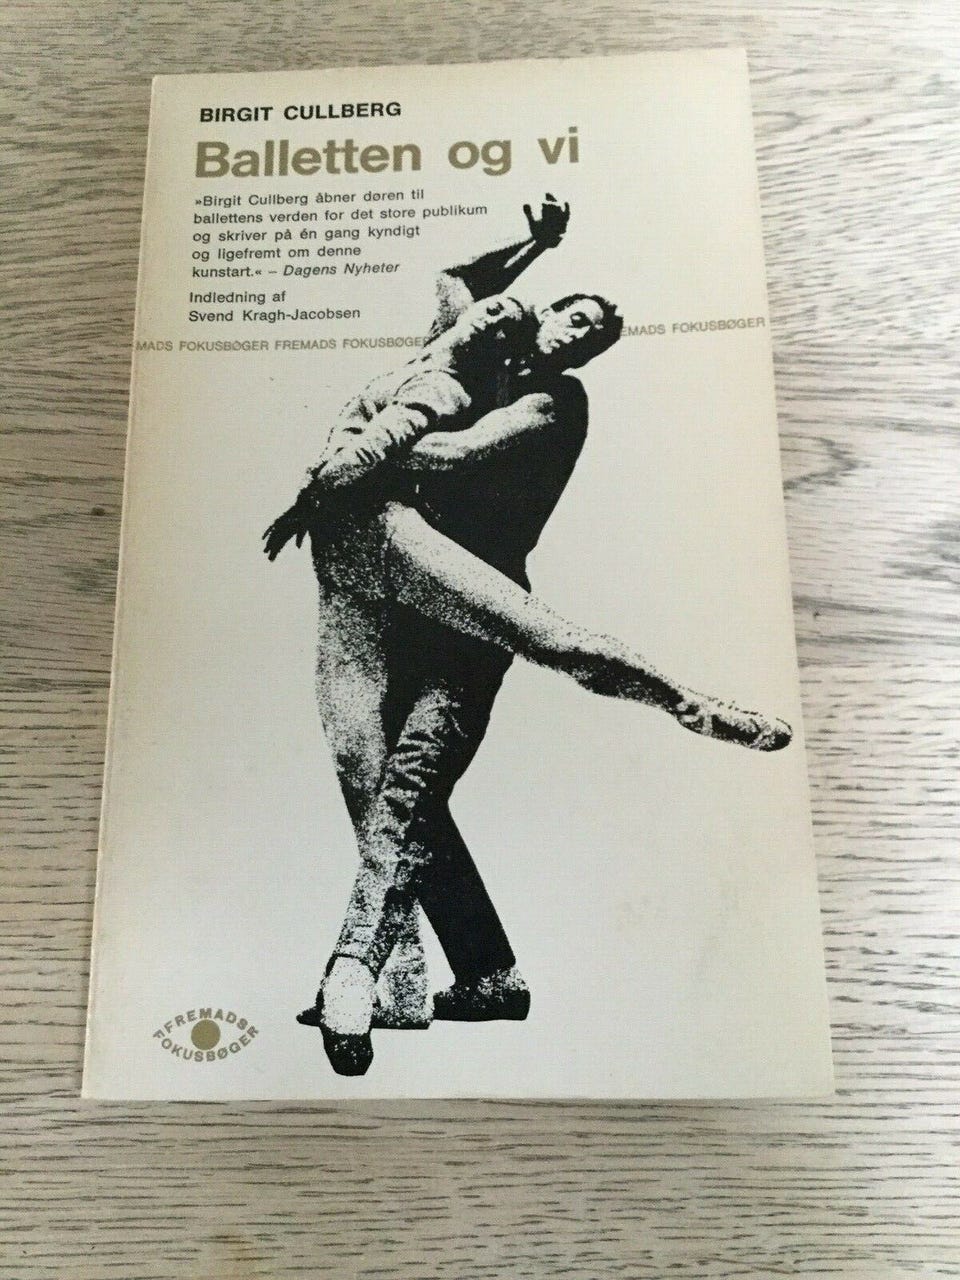 BIRGIT CULLBERG
Balletten og vi
»Birgit Cullberg åbner døren til
ballettens verden for det store publikum
og skriver på én gang kyndigt
og ligefremt om denne
kunstart.« – Dagens Nyheter
Indledning af
Svend Kragh-Jacobsen
MADS FOKUSBØGER FREMADS FOKUSBØGER EMADS FOKUSBØGER
FREMADS
FOKUSBØGER